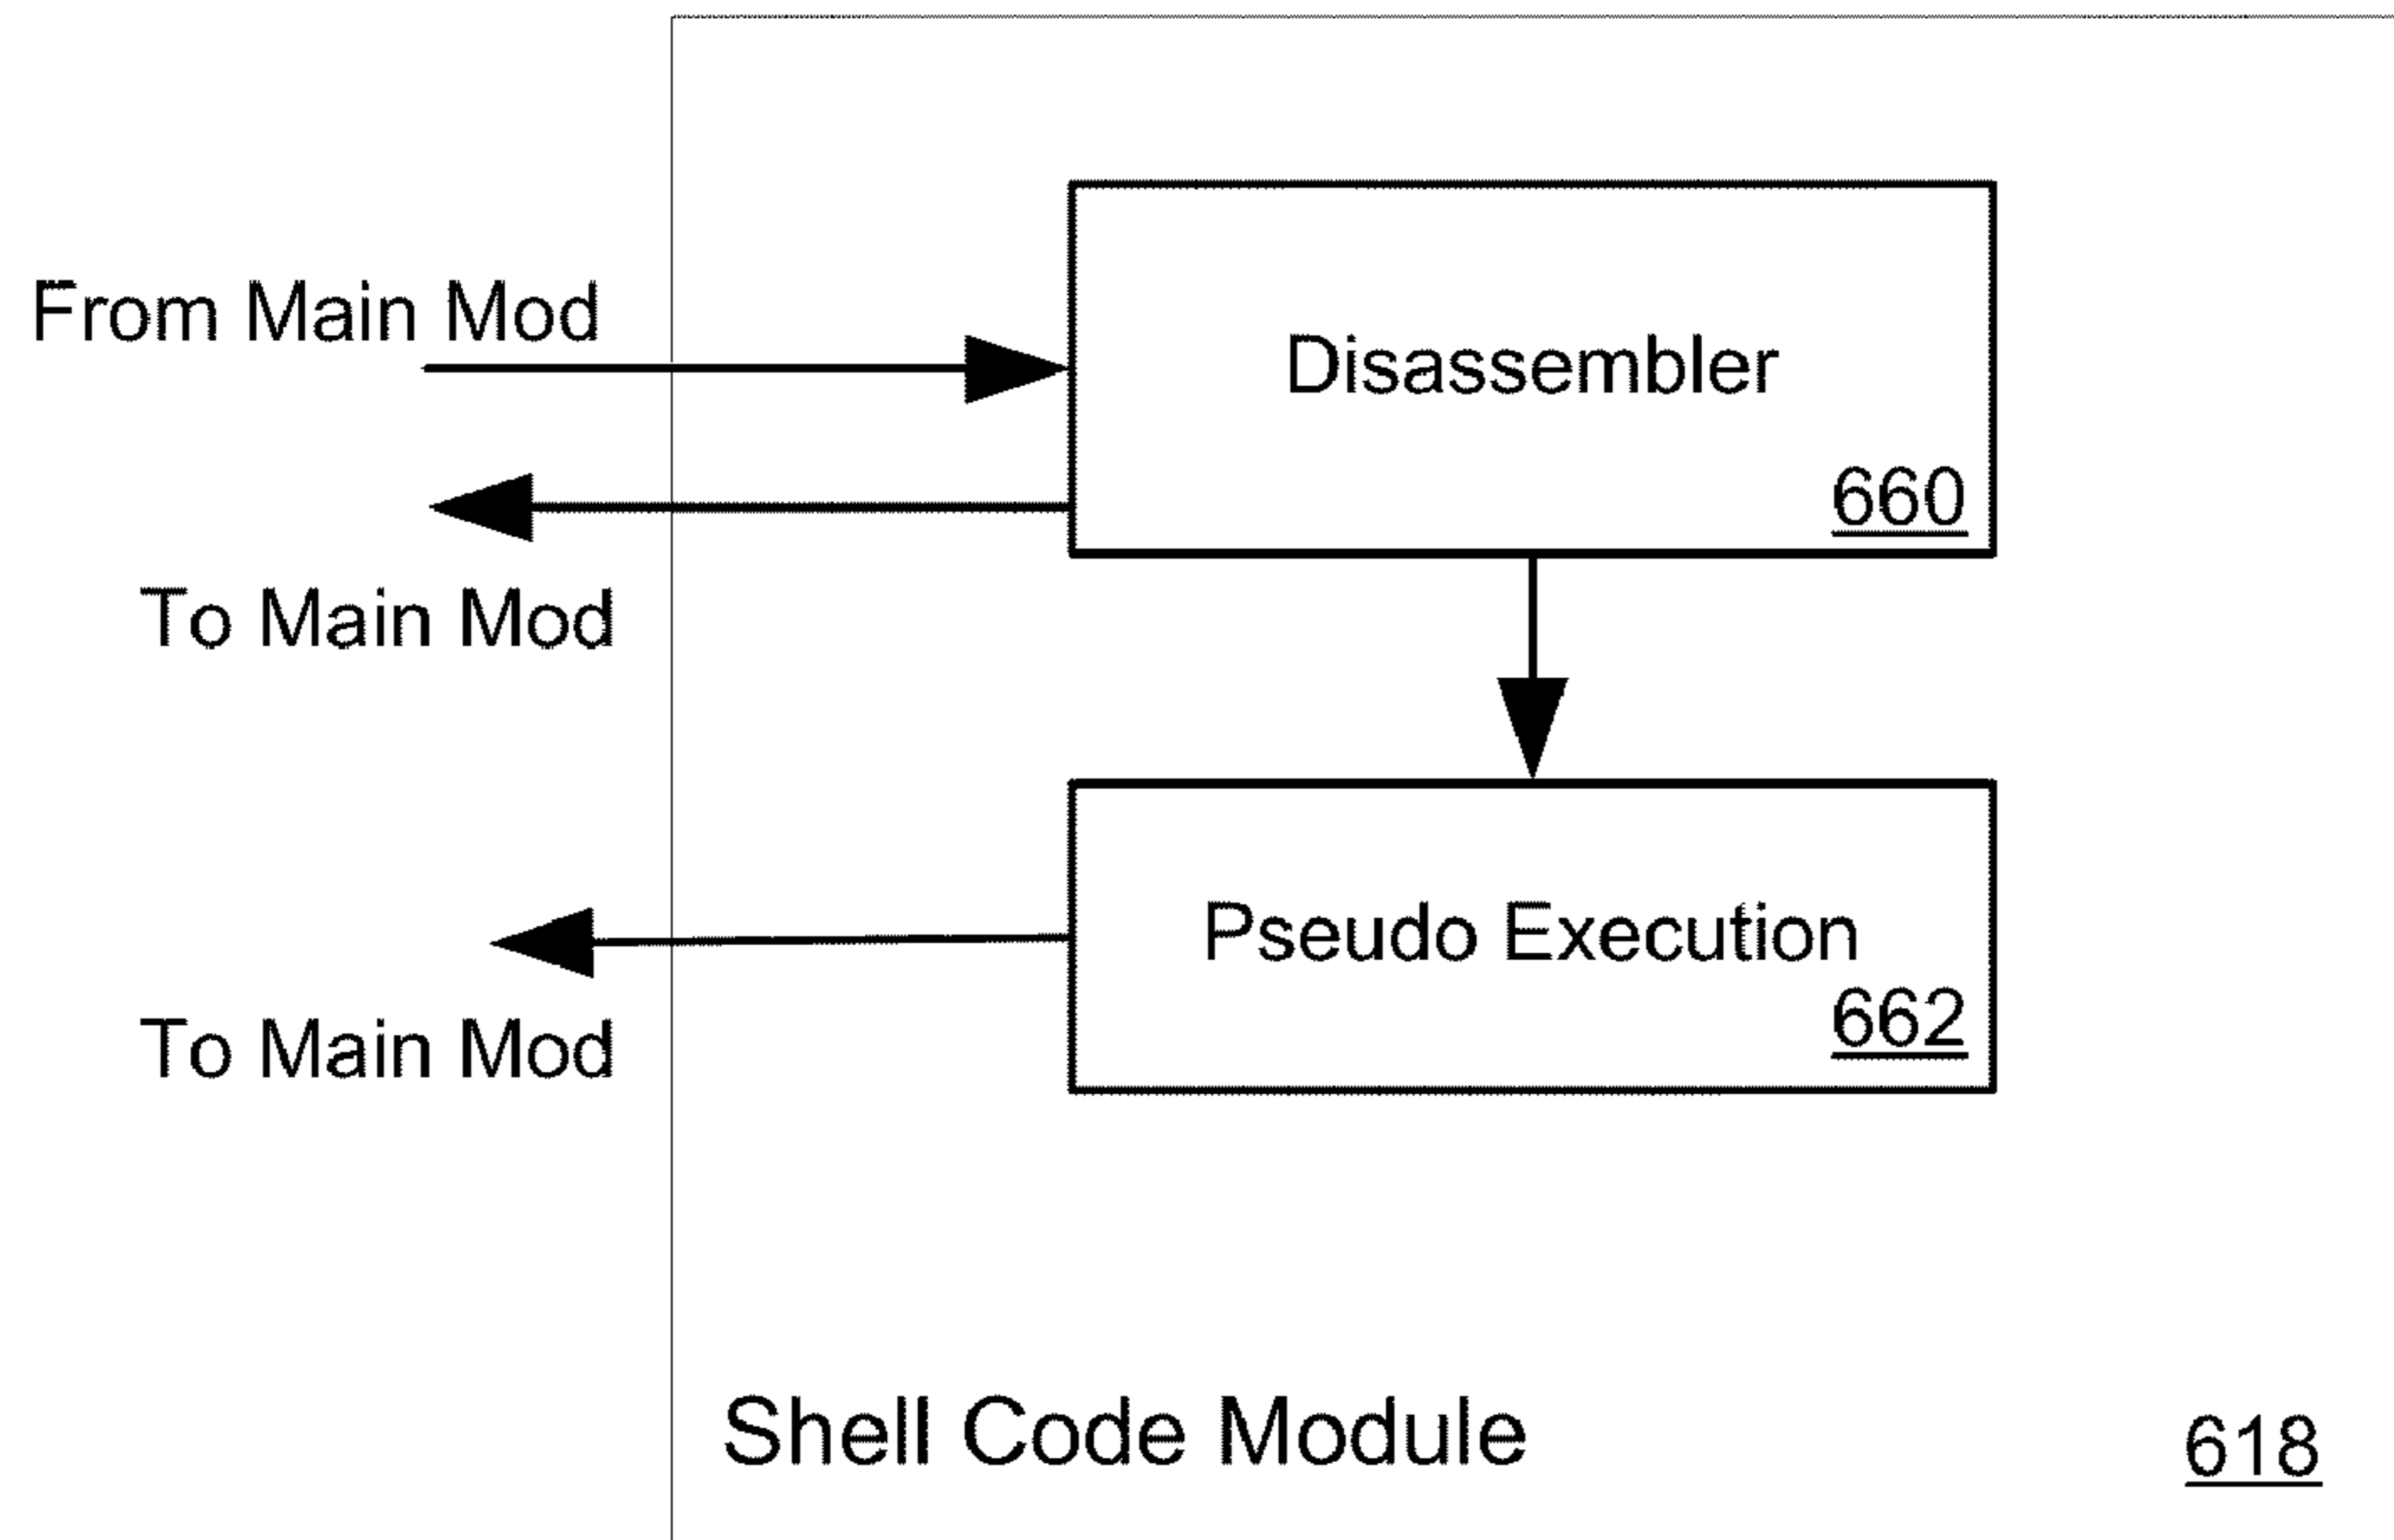 From Main Mod
Disassembler
660
To Main Mod
Pseudo Execution
662
To Main Mod
Shell Code Module
618